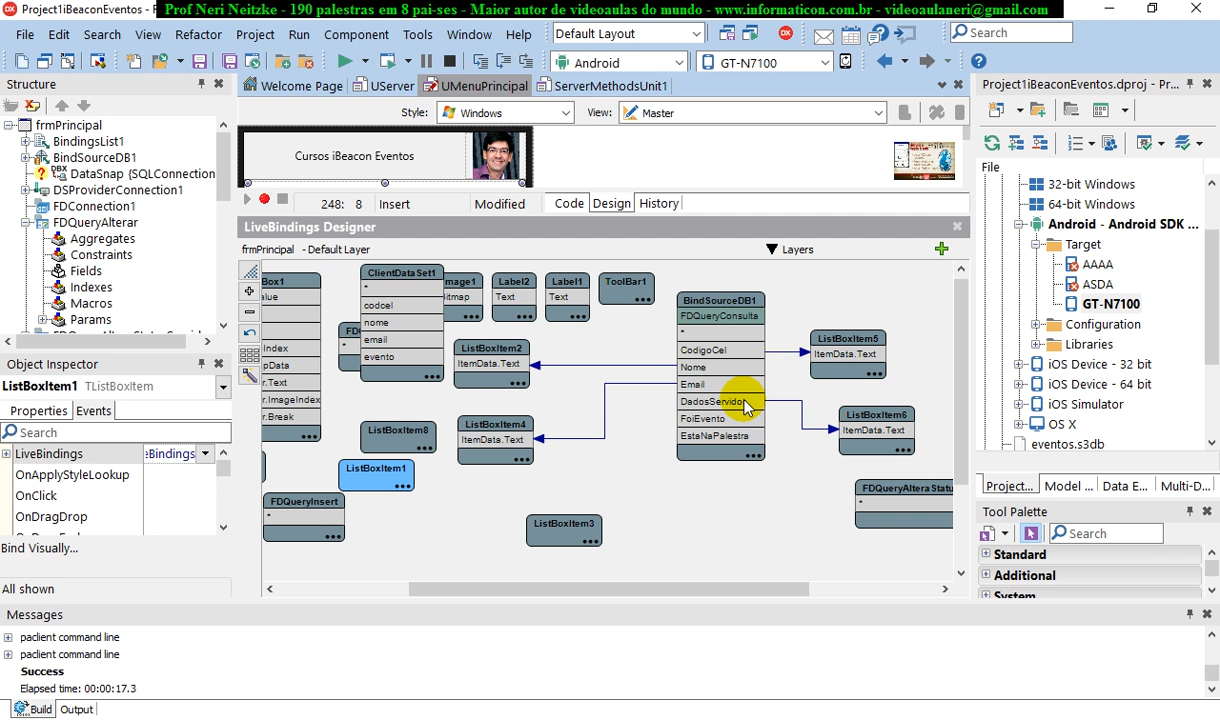 Project1iBeaconEventos - F
Prof Neri Neitzke - 190 palestras em 8 pai-ses - Maior autor de videoaulas do mundo - www.informaticon.com.br - videoaulaneri@gmail.com
File Edit Search View Refactor Project Run Component Tools Window Help Default Layout Search
Android GT-N7100
Structure
frmPrincipal
BindingsList1
BindSourceDB1
DataSnap {SQLConnection
DSProviderConnection1
FDConnection1
FDQueryAlterar
Aggregates
Constraints
Fields
Indexes
Macros
Params
Object Inspector
ListBoxItem1 TListBoxItem
Properties Events
Search
LiveBindings :Bindings
OnApplyStyleLookup
OnClick
OnDragDrop
Bind Visually...
All shown
Welcome Page UServer UMenuPrincipal ServerMethodsUnit1
Style: Windows View: Master
Cursos iBeacon Eventos
248: 8 Insert Modified Code Design History
LiveBindings Designer
frmPrincipal - Default Layer Layers
Box1
alue
Index
pData
r.Text
r.ImageIndex
r.Break
ClientDataSet1
*
codcel
nome
email
evento
mage1
itmap
Label2
Text
Label1
Text
ToolBar1
ListBoxItem2
ItemData.Text
ListBoxItem4
ItemData.Text
BindSourceDB1
FDQueryConsulta
*
CodigoCel
Nome
Email
DadosServido
FoiEvento
EstaNaPalestra
ListBoxItem5
ItemData.Text
ListBoxItem6
ItemData.Text
ListBoxItem8
ListBoxItem1
FDQueryInsert
*
ListBoxItem3
FDQueryAlteraStatu
*
Project1iBeaconEventos.dproj - Pr...
File
32-bit Windows
64-bit Windows
Android - Android SDK ...
Target
AAAA
ASDA
GT-N7100
Configuration
Libraries
iOS Device - 32 bit
iOS Device - 64 bit
iOS Simulator
OS X
eventos.s3db
Project... Model ... Data E... Multi-D...
Tool Palette
Search
Standard
Additional
System
Messages
paclient command line
paclient command line
Success
Elapsed time: 00:00:17.3
Build Output